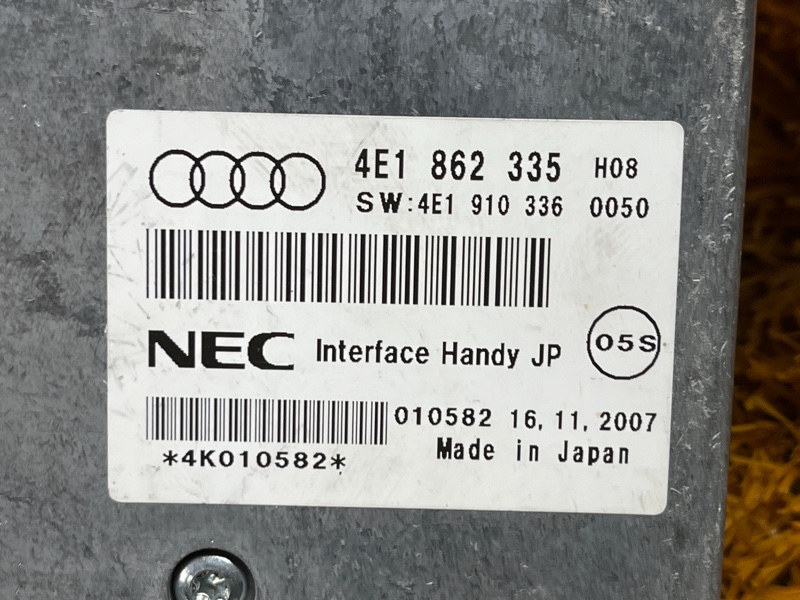 4E1 862 335 H08
SW:4E1 910 336 0050
NEC Interface Handy JP 05S
010582 16, 11, 2007
*4K010582* Made in Japan